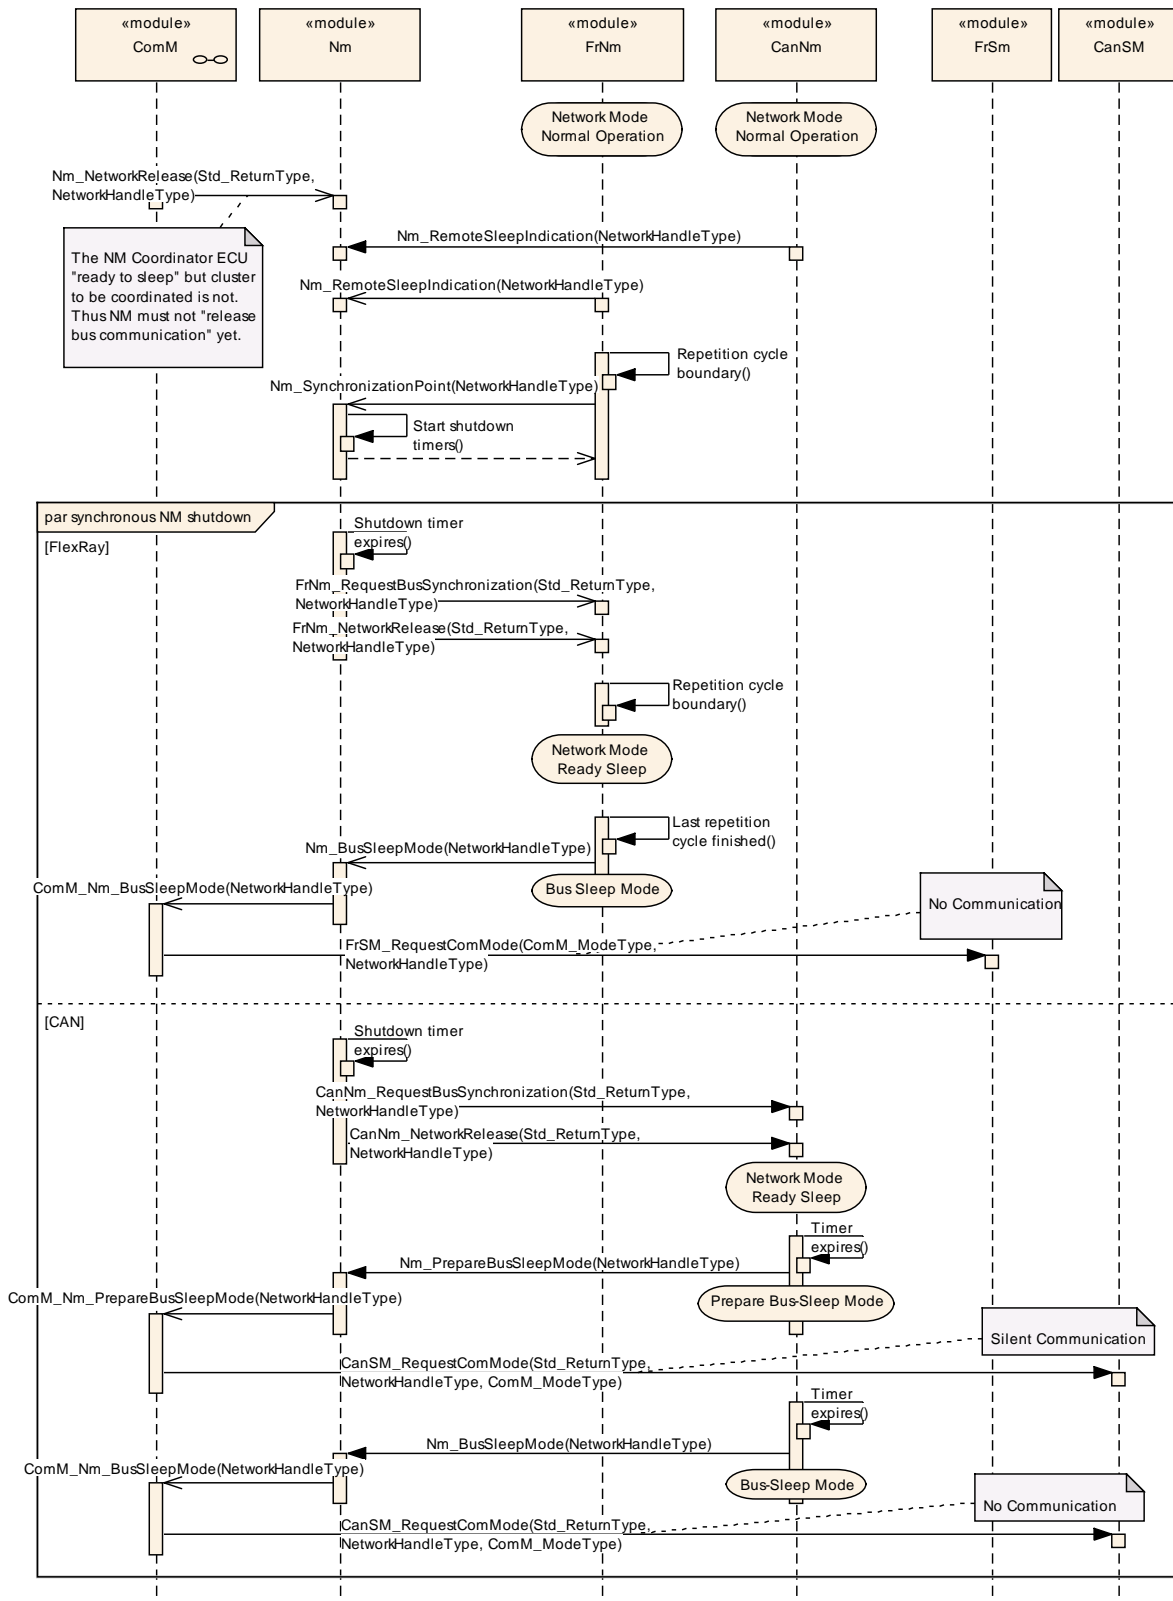 «module»
ComM
«module»
Nm
«module»
FrNm
«module»
CanNm
«module»
FrSm
«module»
CanSM
Network Mode
Normal Operation
Network Mode
Normal Operation
Nm_NetworkRelease(Std_ReturnType,
NetworkHandleType)
The NM Coordinator ECU
"ready to sleep" but cluster
to be coordinated is not.
Thus NM must not "release
bus communication" yet.
Nm_RemoteSleepIndication(NetworkHandleType)
Nm_RemoteSleepIndication(NetworkHandleType)
Repetition cycle
boundary()
Nm_SynchronizationPoint(NetworkHandleType)
Start shutdown
timers()
par synchronous NM shutdown
[FlexRay]
Shutdown timer
expires()
FrNm_RequestBusSynchronization(Std_ReturnType,
NetworkHandleType)
FrNm_NetworkRelease(Std_ReturnType,
NetworkHandleType)
Repetition cycle
boundary()
Network Mode
Ready Sleep
Last repetition
cycle finished()
Nm_BusSleepMode(NetworkHandleType)
Bus Sleep Mode
ComM_Nm_BusSleepMode(NetworkHandleType)
No Communication
FrSM_RequestComMode(ComM_ModeType,
NetworkHandleType)
[CAN]
Shutdown timer
expires()
CanNm_RequestBusSynchronization(Std_ReturnType,
NetworkHandleType)
CanNm_NetworkRelease(Std_ReturnType,
NetworkHandleType)
Network Mode
Ready Sleep
Timer
expires()
Nm_PrepareBusSleepMode(NetworkHandleType)
Prepare Bus-Sleep Mode
ComM_Nm_PrepareBusSleepMode(NetworkHandleType)
Silent Communication
CanSM_RequestComMode(Std_ReturnType,
NetworkHandleType, ComM_ModeType)
Timer
expires()
Nm_BusSleepMode(NetworkHandleType)
ComM_Nm_BusSleepMode(NetworkHandleType)
Bus-Sleep Mode
No Communication
CanSM_RequestComMode(Std_ReturnType,
NetworkHandleType, ComM_ModeType)